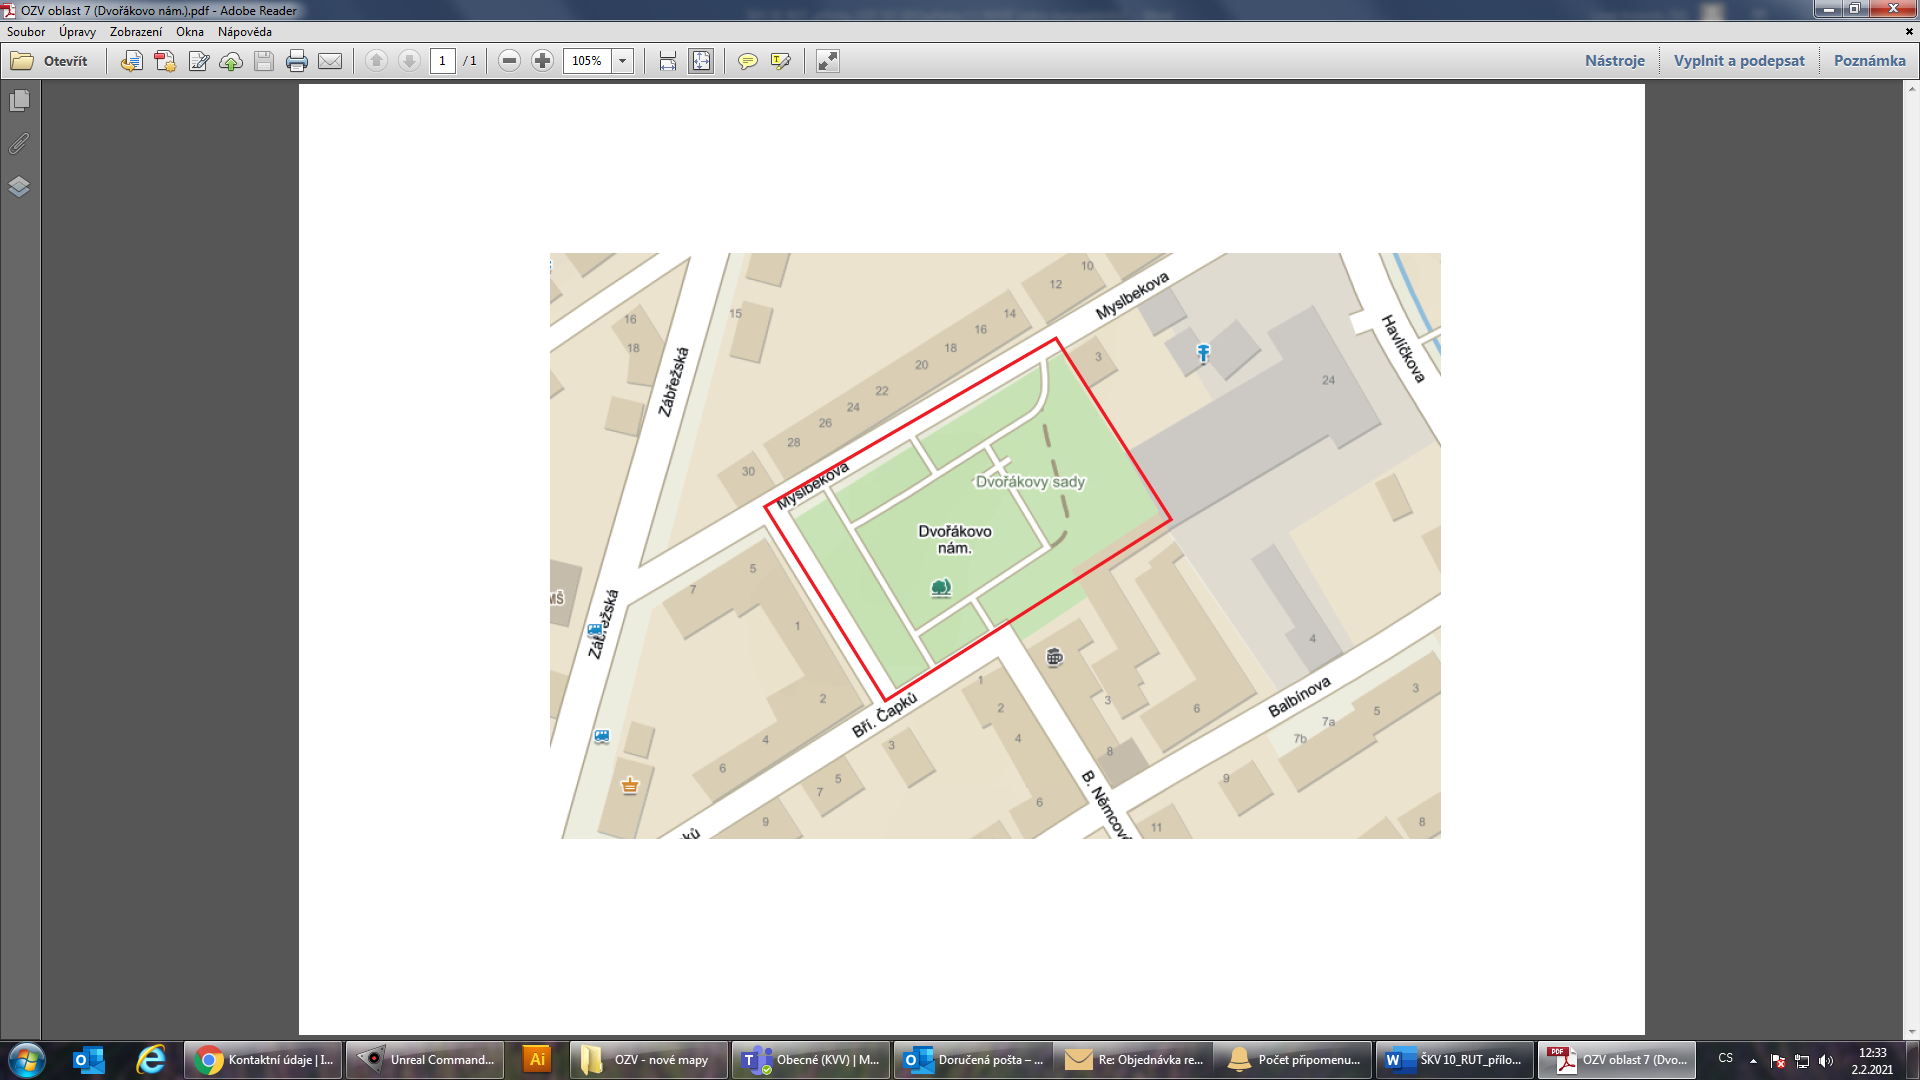 OZV oblast 7 (Dvořákovo nám.).pdf - Adobe Reader
Soubor Úpravy Zobrazení Okna Nápověda
Otevřít
1 / 1
105%
Nástroje Vyplnit a podepsat Poznámka
10
12
Myslbekova
14
15
16
16
18
18
20
22
24
26
28
30
3
24
Havlíčkova
Zábřežská
Myslbekova
Dvořákovy sady
Dvořákovo
nám.
5
7
1
2
4
6
MŠ
Zábřežská
Bří. Čapků
1
2
3
4
5
6
7
9
3
6
8
4
Balbínova
3
5
7a
7b
9
8
11
B. Němcové
ků
Kontaktní údaje | I...
Unreal Command...
Ai
OZV - nové mapy
Obecné (KVV) | M...
Doručená pošta – ...
Re: Objednávka re...
Počet připomenu...
ŠKV 10_RUT_přílo...
OZV oblast 7 (Dvo...
CS
12:33
2.2.2021